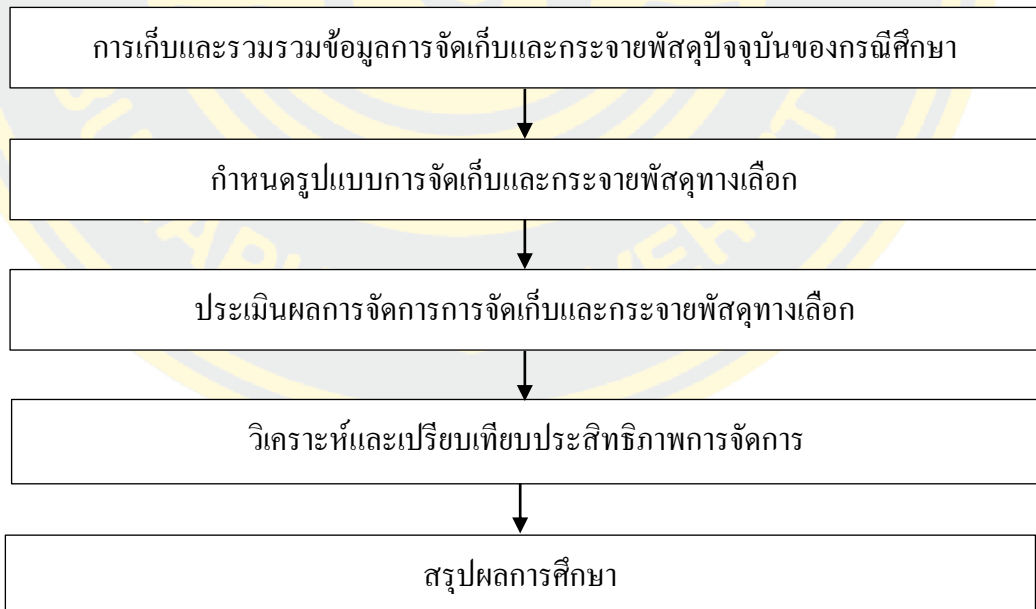 การเก็บและรวมรวมข้อมูลการจัดเก็บและกระจายพัสดุปัจจุบันของกรณีศึกษา
กำหนดรูปแบบการจัดเก็บและกระจายพัสดุทางเลือก
ประเมินผลการจัดการการจัดเก็บและกระจายพัสดุทางเลือก
วิเคราะห์และเปรียบเทียบประสิทธิภาพการจัดการ
สรุปผลการศึกษา